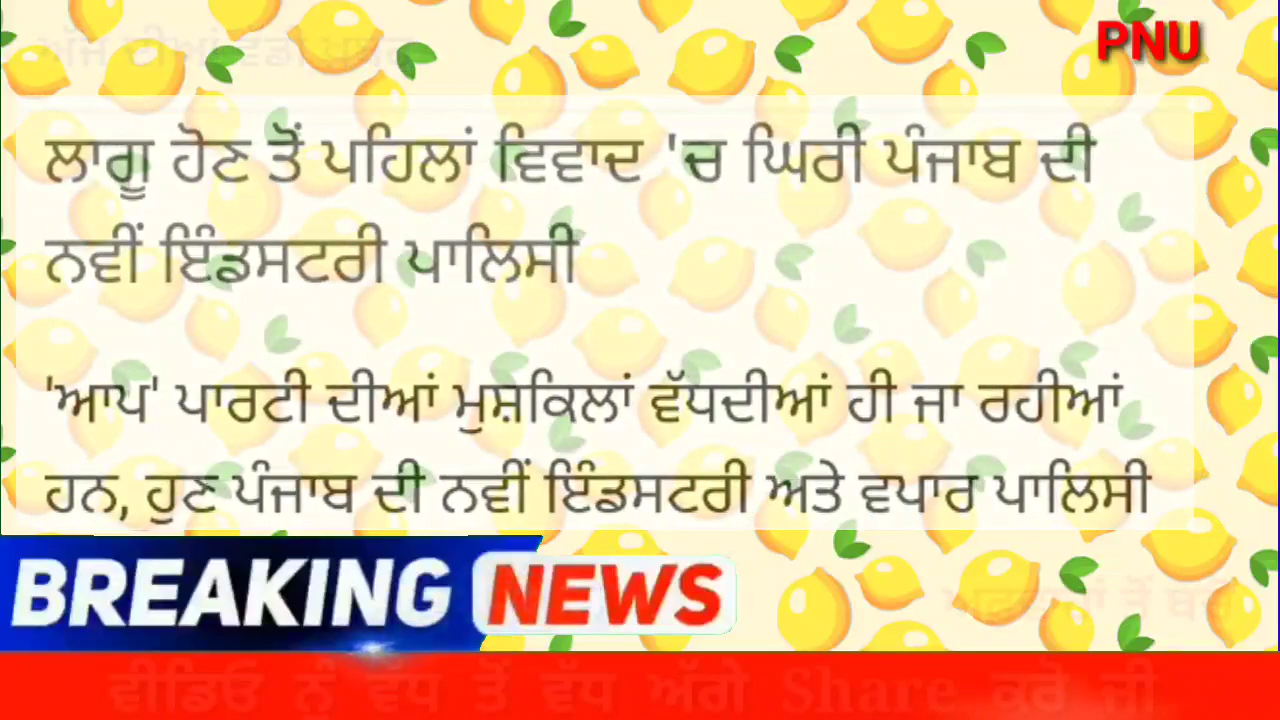 PNU
ਲਾਗੂ ਹੋਣ ਤੋਂ ਪਹਿਲਾਂ ਵਿਵਾਦ 'ਚ ਘਿਰੀ ਪੰਜਾਬ ਦੀ
ਨਵੀਂ ਇੰਡਸਟਰੀ ਪਾਲਿਸੀ
'ਆਪ' ਪਾਰਟੀ ਦੀਆਂ ਮੁਸ਼ਕਿਲਾਂ ਵੱਧਦੀਆਂ ਹੀ ਜਾ ਰਹੀਆਂ
ਹਨ, ਹੁਣ ਪੰਜਾਬ ਦੀ ਨਵੀਂ ਇੰਡਸਟਰੀ ਅਤੇ ਵਪਾਰ ਪਾਲਿਸੀ
BREAKING NEWS
ਵੀਡਿਓ ਨੂੰ ਵੱਧ ਤੋਂ ਵੱਧ ਅੱਗੇ Share ਕਰੋ ਜੀ